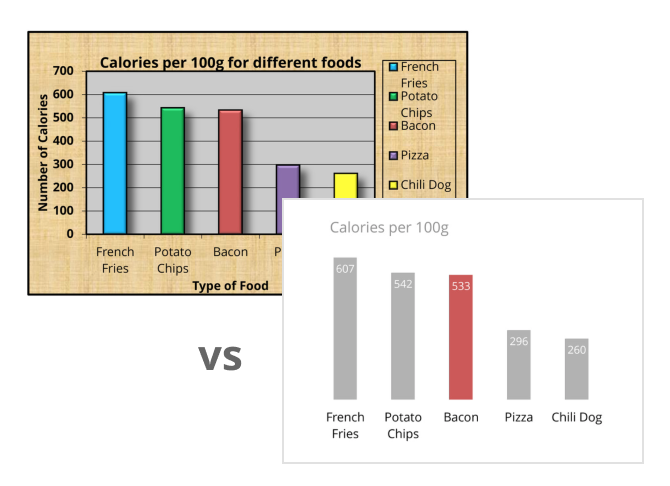 Calories per 100g for different foods
Number of Calories
700
600
500
400
300
200
100
0
French
Fries
Potato
Chips
Bacon
P
Type of Food
French
Fries
Potato
Chips
Bacon
Pizza
Chili Dog
vs
Calories per 100g
607
542
533
296
260
French
Fries
Potato
Chips
Bacon
Pizza
Chili Dog